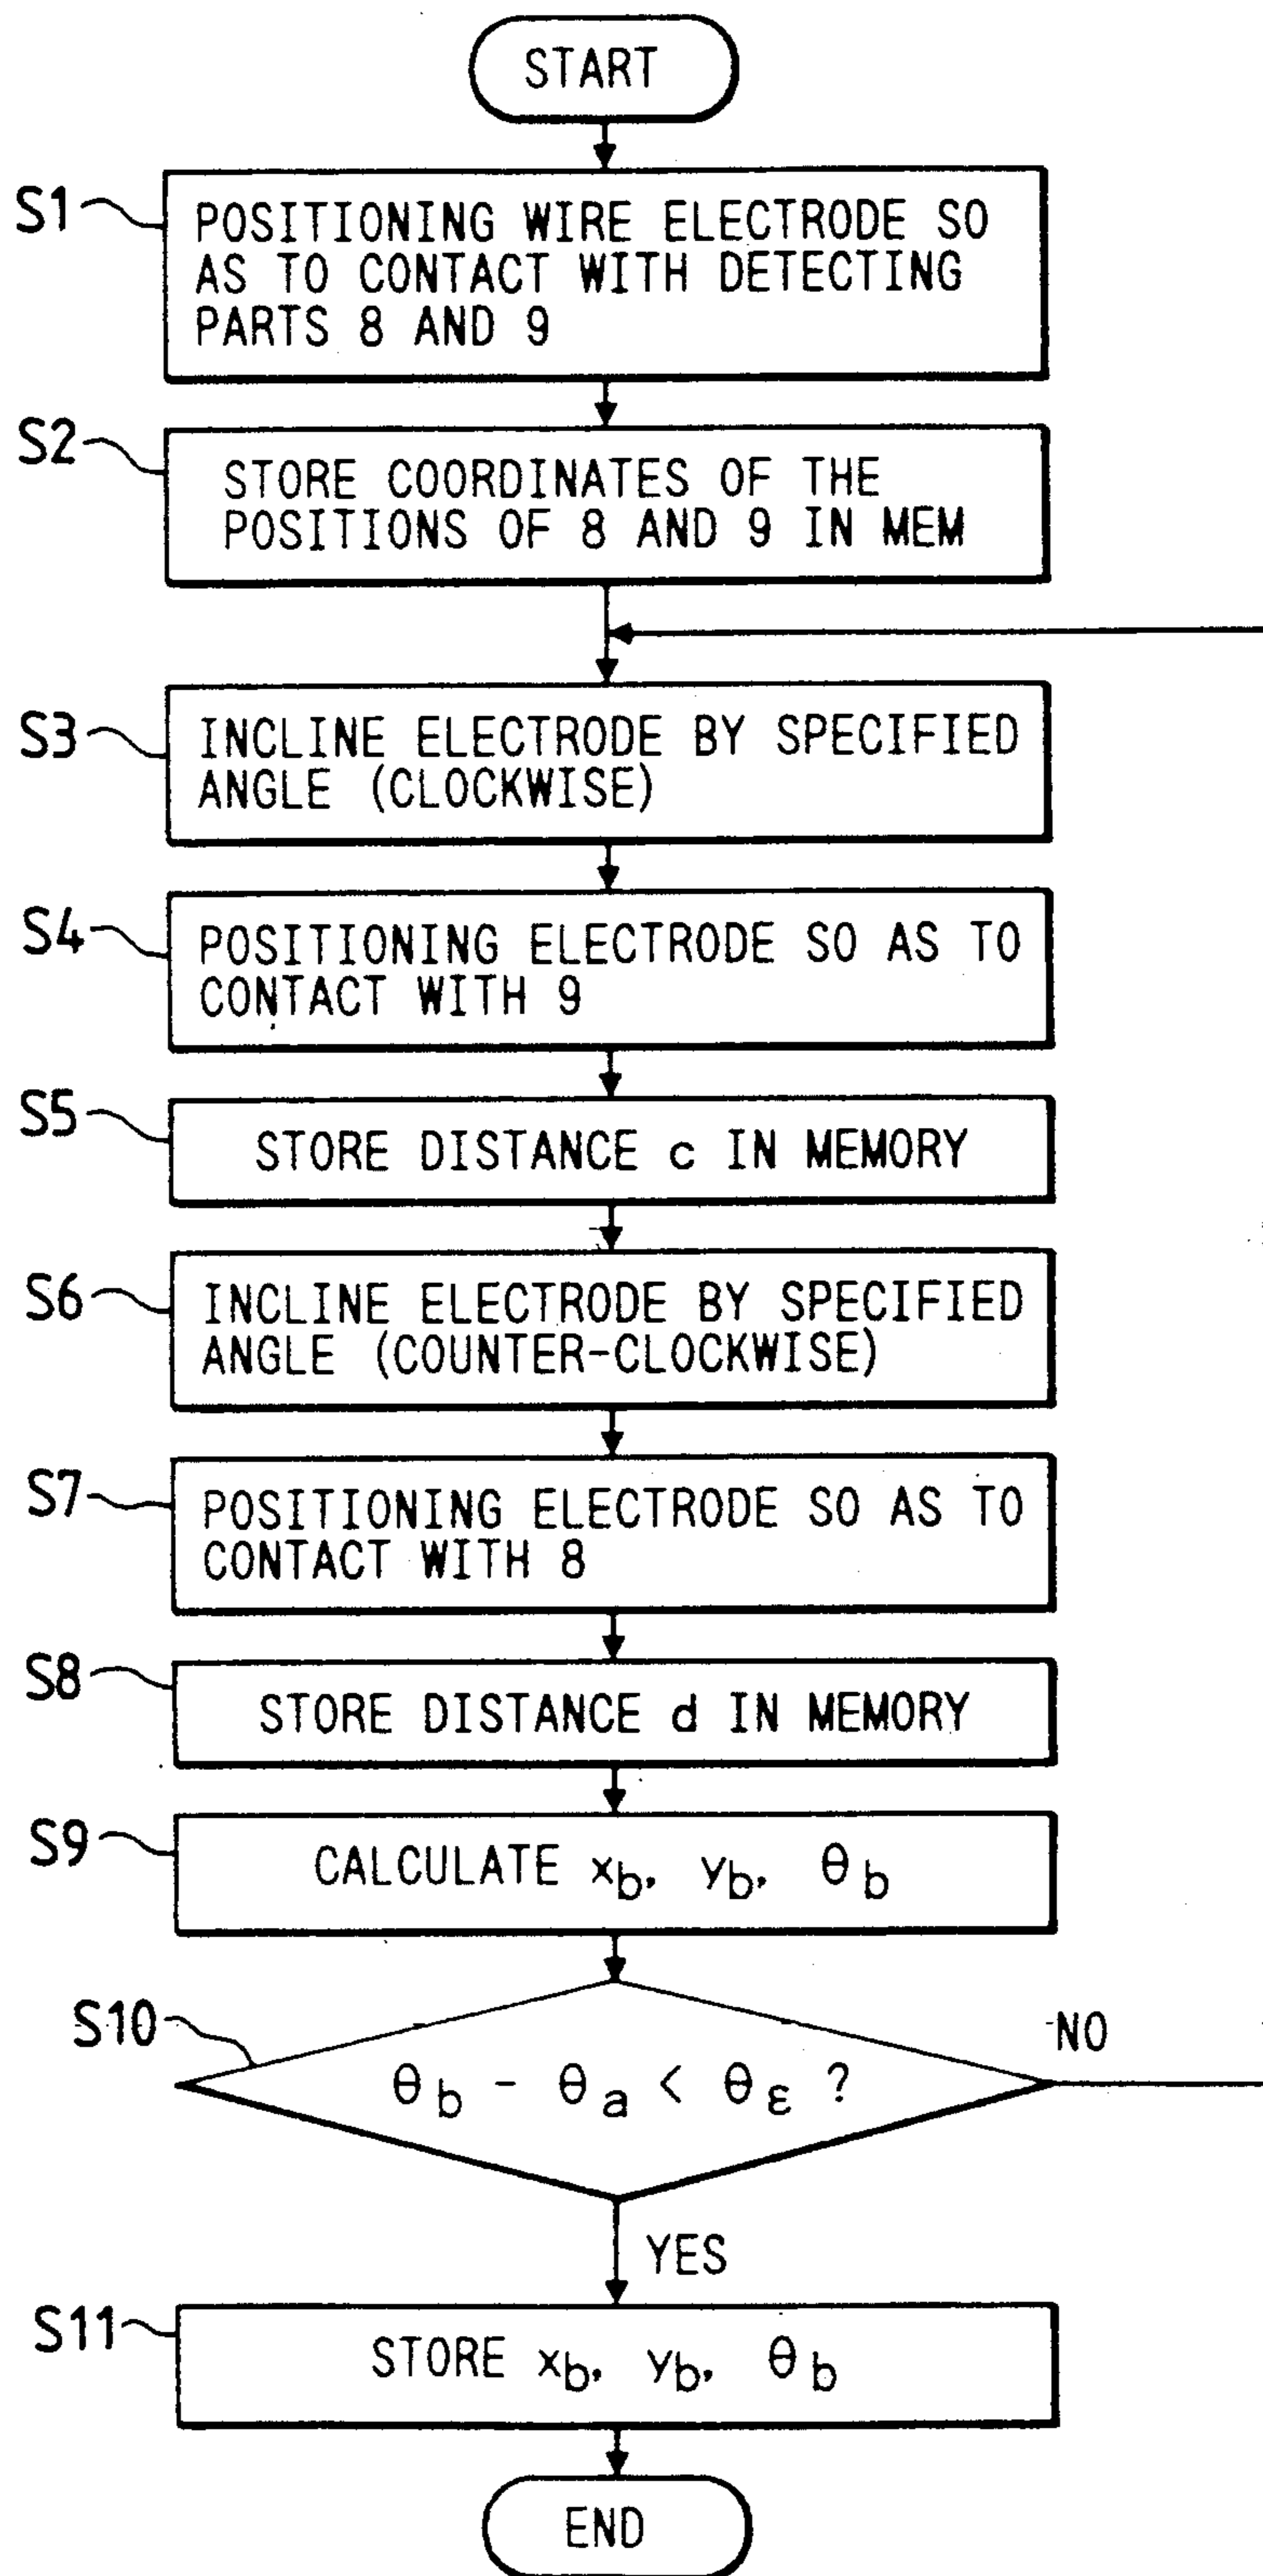 START
S1
POSITIONING WIRE ELECTRODE SO
AS TO CONTACT WITH DETECTING
PARTS 8 AND 9
S2
STORE COORDINATES OF THE
POSITIONS OF 8 AND 9 IN MEM
S3
INCLINE ELECTRODE BY SPECIFIED
ANGLE (CLOCKWISE)
S4
POSITIONING ELECTRODE SO AS TO
CONTACT WITH 9
S5
STORE DISTANCE c IN MEMORY
S6
INCLINE ELECTRODE BY SPECIFIED
ANGLE (COUNTER-CLOCKWISE)
S7
POSITIONING ELECTRODE SO AS TO
CONTACT WITH 8
S8
STORE DISTANCE d IN MEMORY
S9
CALCULATE xb, yb, θb
S10
θb - θa < θε ?
NO
YES
S11
STORE xb, yb, θb
END